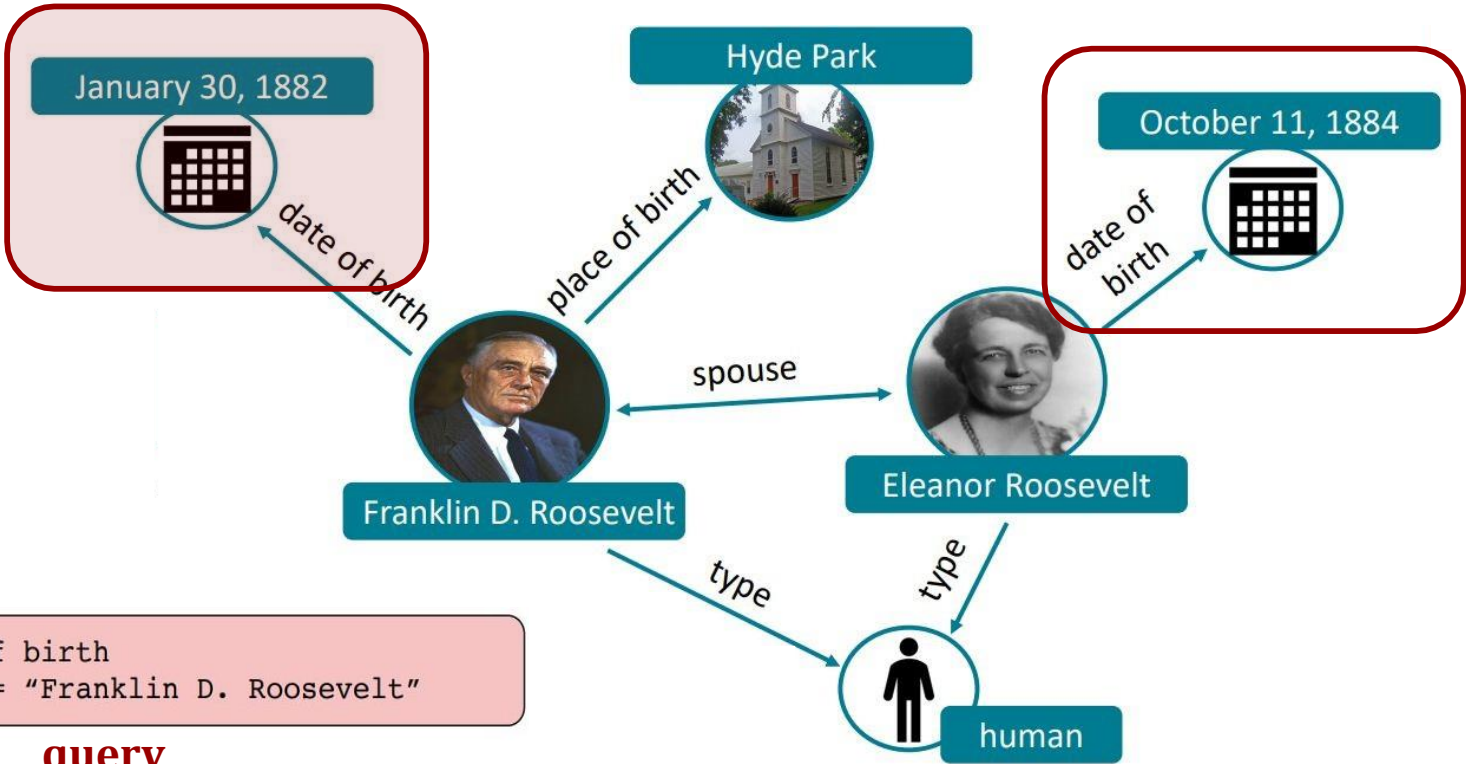 January 30, 1882
Hyde Park
October 11, 1884
date of birth
place of birth
date of
birth
spouse
Franklin D. Roosevelt
Eleanor Roosevelt
type
type
human
birth
= “Franklin D. Roosevelt”
query